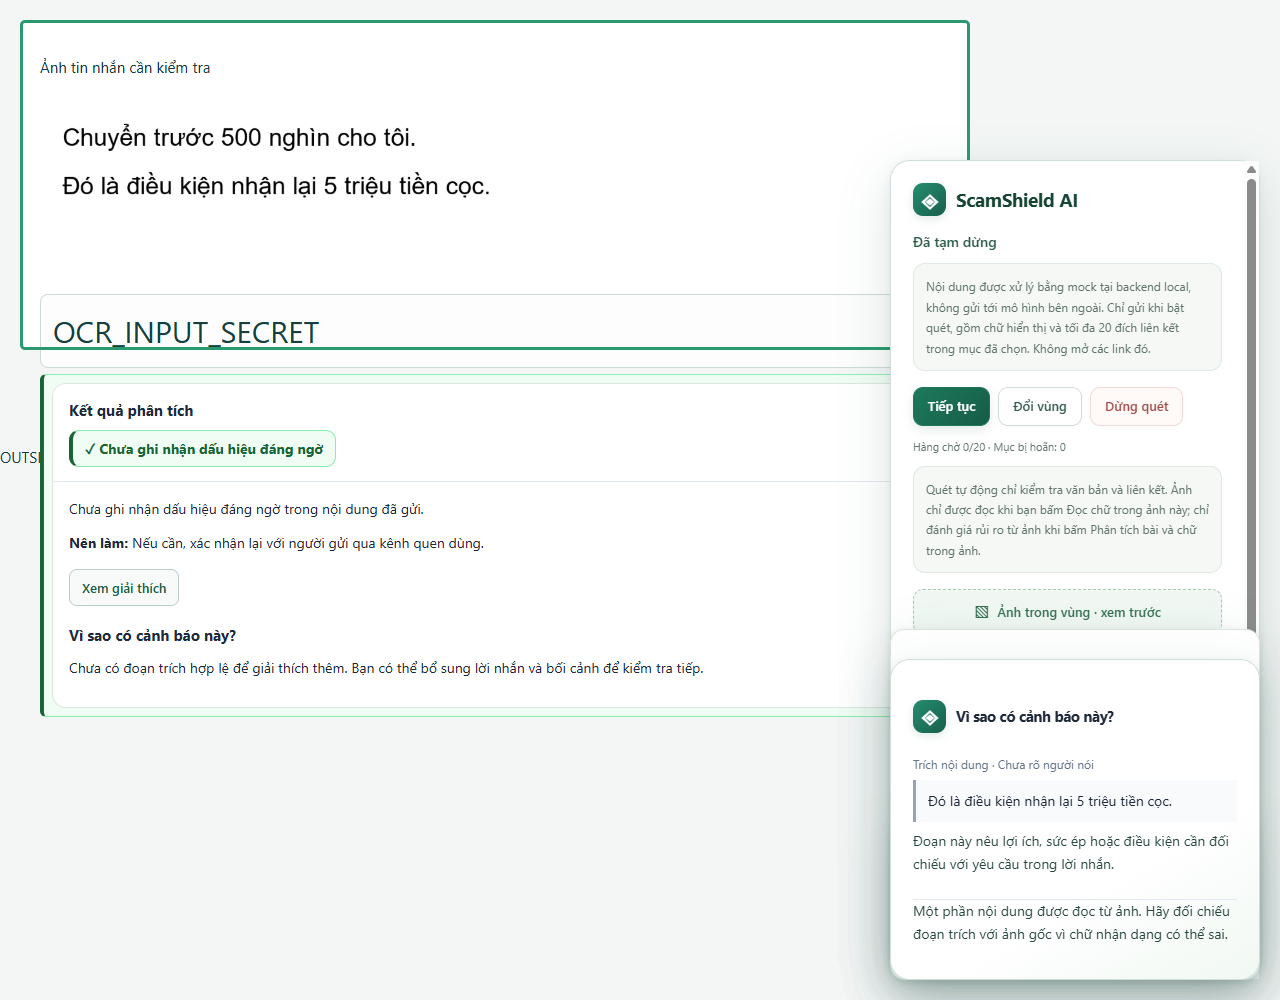 Ảnh tin nhắn cần kiểm tra
Chuyển trước 500 nghìn cho tôi.
Đó là điều kiện nhận lại 5 triệu tiền cọc.
OCR_INPUT_SECRET
Kết quả phân tích
✓ Chưa ghi nhận dấu hiệu đáng ngờ
OUTSI
Chưa ghi nhận dấu hiệu đáng ngờ trong nội dung đã gửi.
Nên làm: Nếu cần, xác nhận lại với người gửi qua kênh quen dùng.
Xem giải thích
Vì sao có cảnh báo này?
Chưa có đoạn trích hợp lệ để giải thích thêm. Bạn có thể bổ sung lời nhắn và bối cảnh để kiểm tra tiếp.
ScamShield AI
Đã tạm dừng
Nội dung được xử lý bằng mock tại backend local,
không gửi tới mô hình bên ngoài. Chỉ gửi khi bật
quét, gồm chữ hiển thị và tối đa 20 đích liên kết
trong mục đã chọn. Không mở các link đó.
Tiếp tục
Đổi vùng
Dừng quét
Hàng chờ 0/20 · Mục bị hoãn: 0
Quét tự động chỉ kiểm tra văn bản và liên kết. Ảnh
chỉ được đọc khi bạn bấm Đọc chữ trong ảnh này; chỉ
đánh giá rủi ro từ ảnh khi bấm Phân tích bài và chữ
trong ảnh.
Ảnh trong vùng · xem trước
Vì sao có cảnh báo này?
Trích nội dung · Chưa rõ người nói
Đó là điều kiện nhận lại 5 triệu tiền cọc.
Đoạn này nêu lợi ích, sức ép hoặc điều kiện cần đối
chiếu với yêu cầu trong lời nhắn.
Một phần nội dung được đọc từ ảnh. Hãy đối chiếu
đoạn trích với ảnh gốc vì chữ nhận dạng có thể sai.